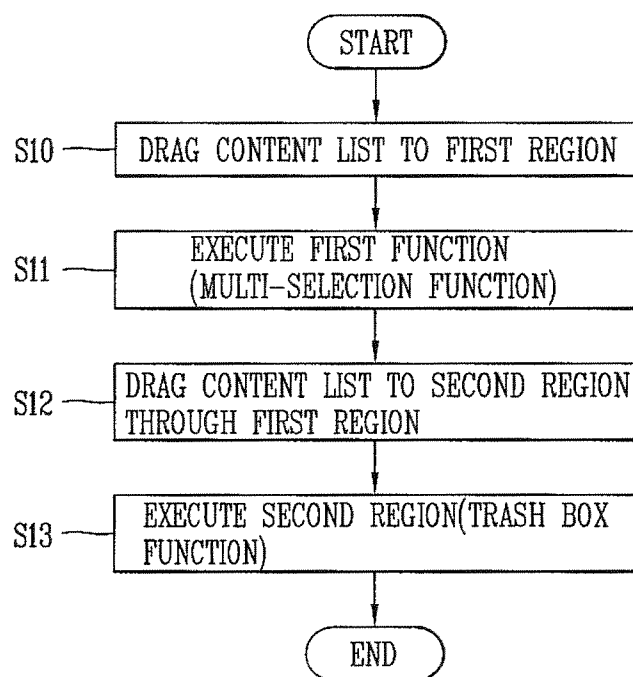 START
S10 DRAG CONTENT LIST TO FIRST REGION
S11 EXECUTE FIRST FUNCTION
(MULTI-SELECTION FUNCTION)
S12 DRAG CONTENT LIST TO SECOND REGION
THROUGH FIRST REGION
S13 EXECUTE SECOND REGION(TRASH BOX
FUNCTION)
END